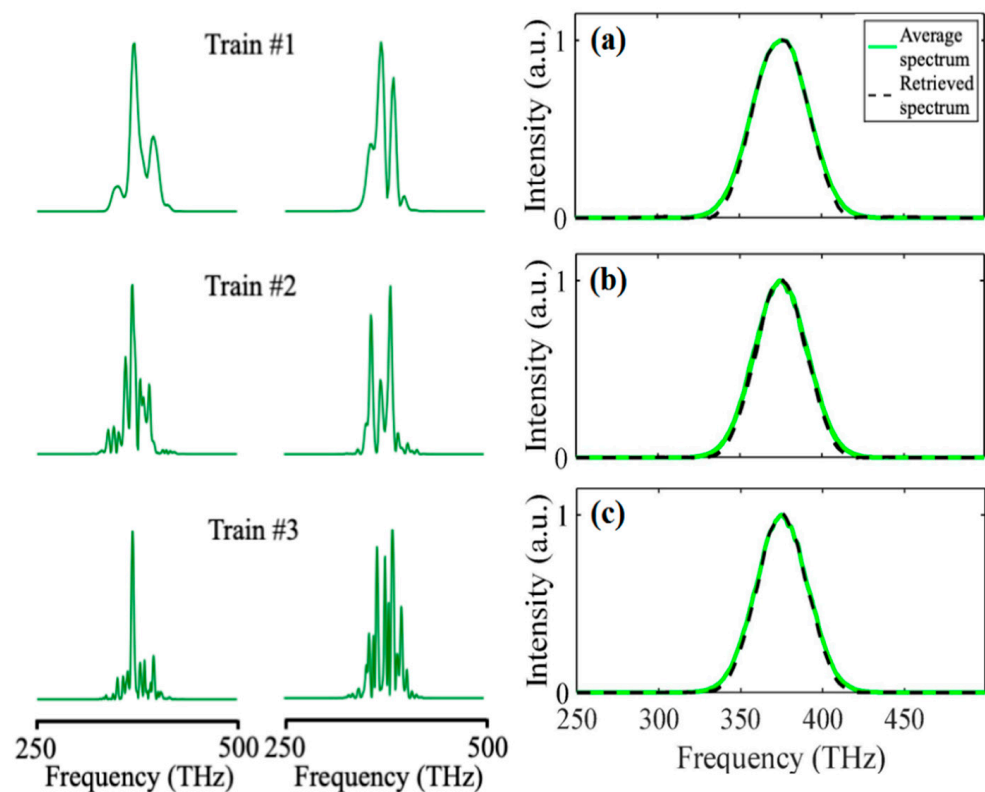 Train #1
Train #2
Train #3
250
500
250
500
Frequency (THz)
Frequency (THz)
(a)
Average
spectrum
Retrieved
spectrum
Intensity (a.u.)
1
0
(b)
Intensity (a.u.)
1
0
(c)
Intensity (a.u.)
1
0
250
300
350
400
450
Frequency (THz)